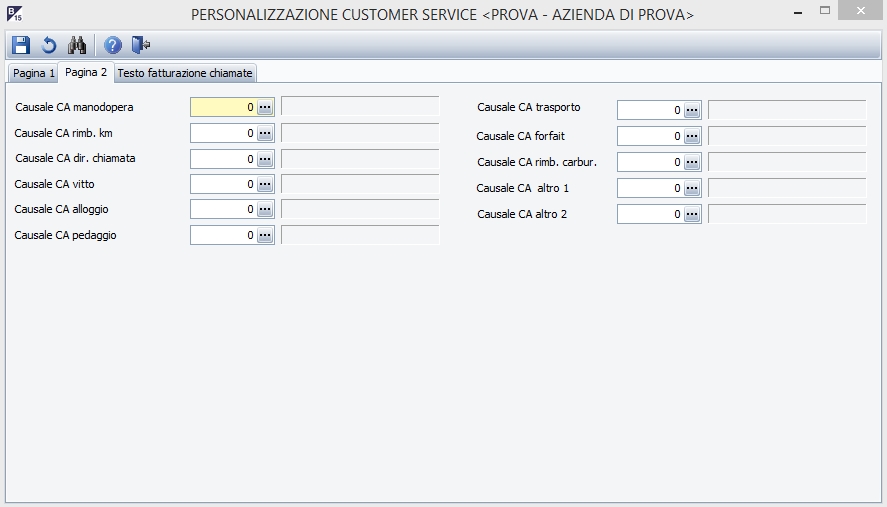 B
15
PERSONALIZZAZIONE CUSTOMER SERVICE <PROVA - AZIENDA DI PROVA>
Pagina 1 Pagina 2 Testo fatturazione chiamate
Causale CA manodopera 0 ...
Causale CA rimb. km 0 ...
Causale CA dir. chiamata 0 ...
Causale CA vitto 0 ...
Causale CA alloggio 0 ...
Causale CA pedaggio 0 ...
Causale CA trasporto 0 ...
Causale CA forfait 0 ...
Causale CA rimb. carbur. 0 ...
Causale CA altro 1 0 ...
Causale CA altro 2 0 ...